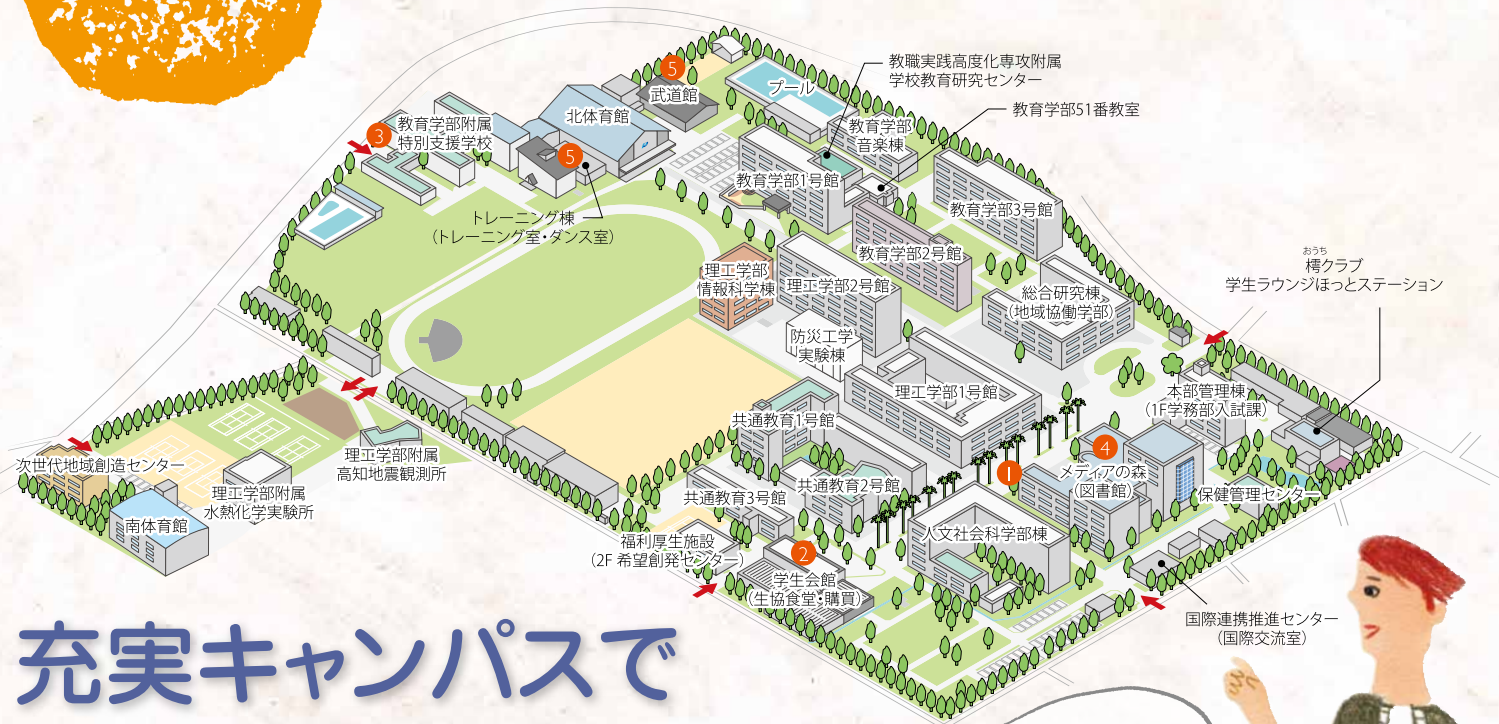 教職実践高度化専攻附属
学校教育研究センター
5
武道館
プール
教育学部51番教室
3
教育学部附属
特別支援学校
北体育館
教育学部
音楽棟
5
教育学部1号館
教育学部3号館
トレーニング棟
(トレーニング室・ダンス室)
教育学部2号館
おうち
樗クラブ
学生ラウンジほっとステーション
理工学部
情報科学棟
理工学部2号館
総合研究棟
(地域協働学部)
防災工学
実験棟
理工学部1号館
本部管理棟
(1F学務部入試課)
共通教育1号館
4
メディアの森
(図書館)
1
理工学部附属
高知地震観測所
次世代地域創造センター
理工学部附属
水熱化学実験所
共通教育3号館
共通教育2号館
保健管理センター
南体育館
人文社会科学部棟
福利厚生施設
(2F 希望創発センター)
2
学生会館
(生協食堂・購買)
国際連携推進センター
(国際交流室)
充実キャンパスで